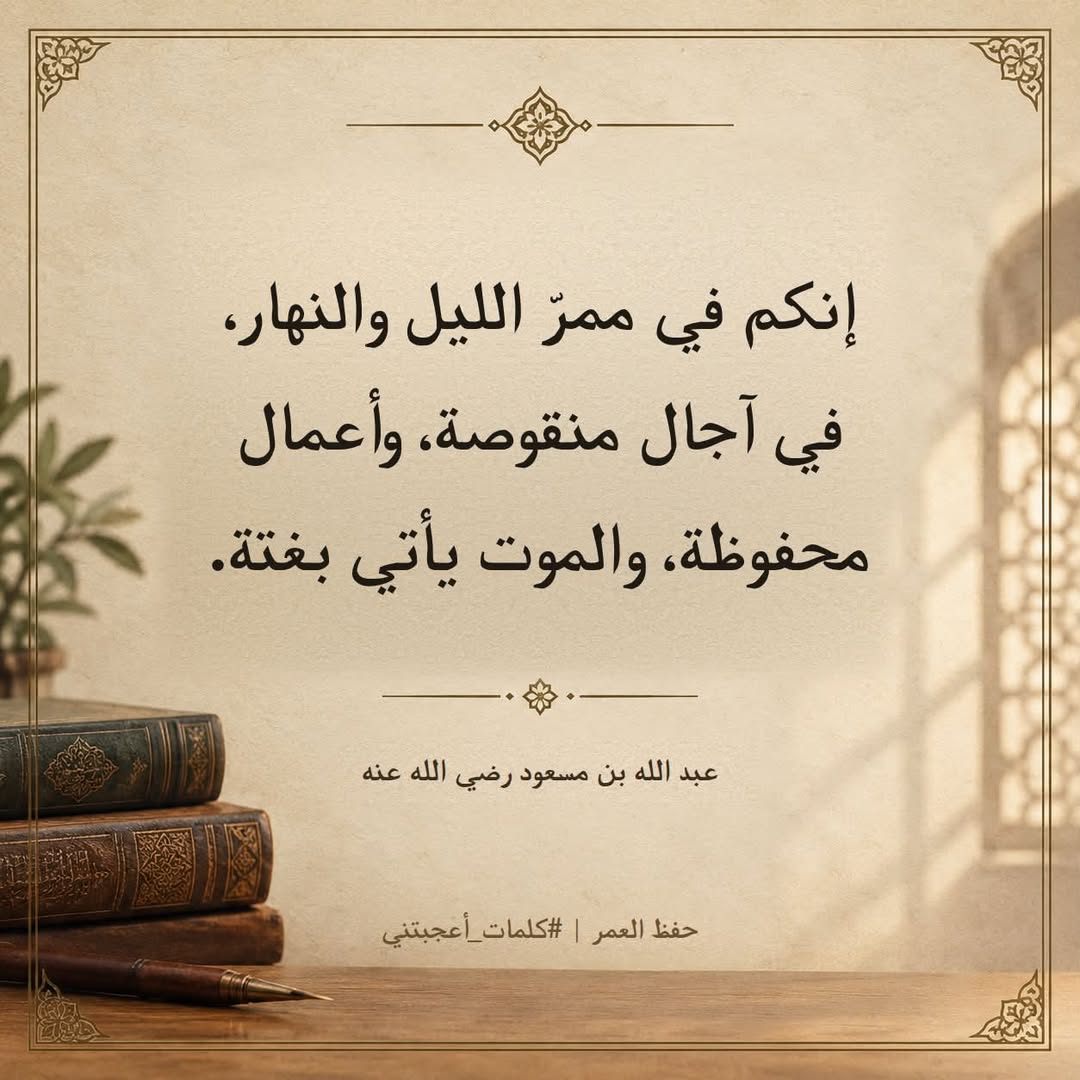 إنكم في ممرّ الليل والنهار،
في آجال منقوصة، وأعمال
محفوظة، والموت يأتي بغتة.
عبد الله بن مسعود رضي الله عنه
حفظ العمر | #كلمات_أعجبتني